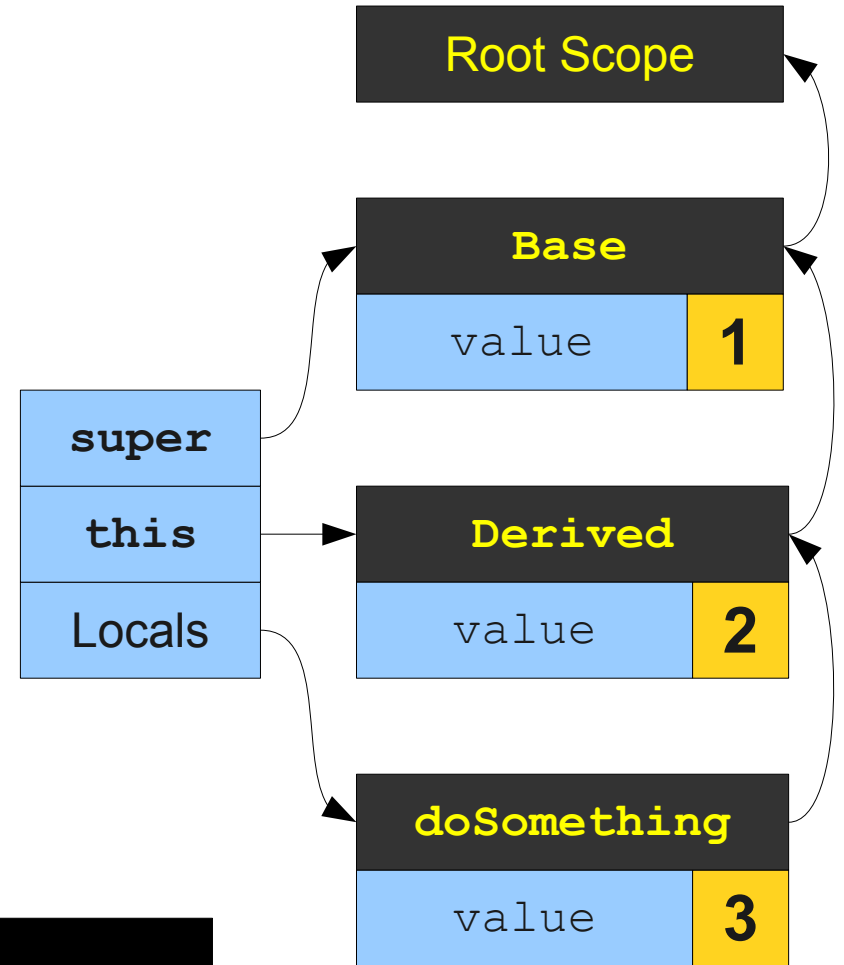 Root Scope
Base
value 1
super
this
Locals
Derived
value 2
doSomething
value 3